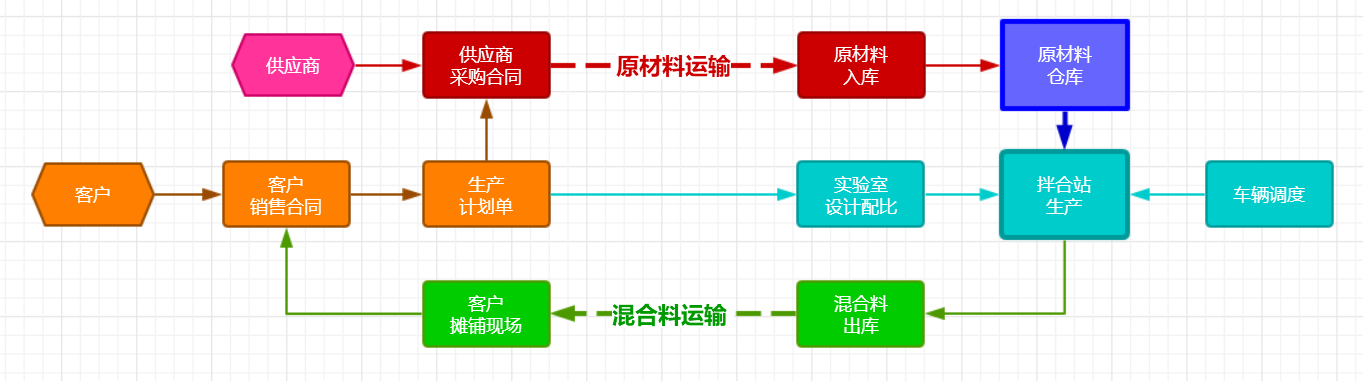 供应商
供应商
采购合同
原材料运输
原材料
入库
原材料
仓库
客户
客户
销售合同
生产
计划单
实验室
设计配比
拌合站
生产
车辆调度
客户
摊铺现场
混合料运输
混合料
出库